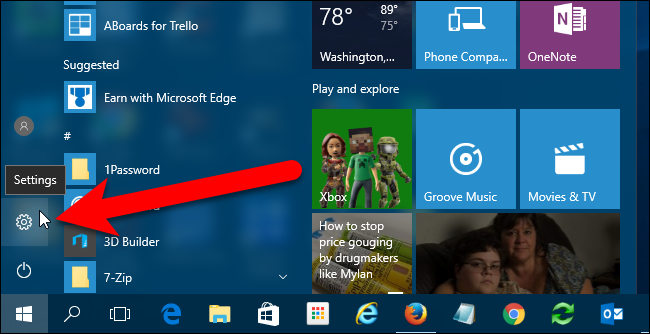 ABoards for Trello
Suggested
Earn with Microsoft Edge
#
1Password
3D Builder
7-Zip
Settings
78°
89°
75°
Washington,...
Phone Compa...
OneNote
Play and explore
Xbox
Groove Music
Movies & TV
How to stop
price gouging
by drugmakers
like Mylan